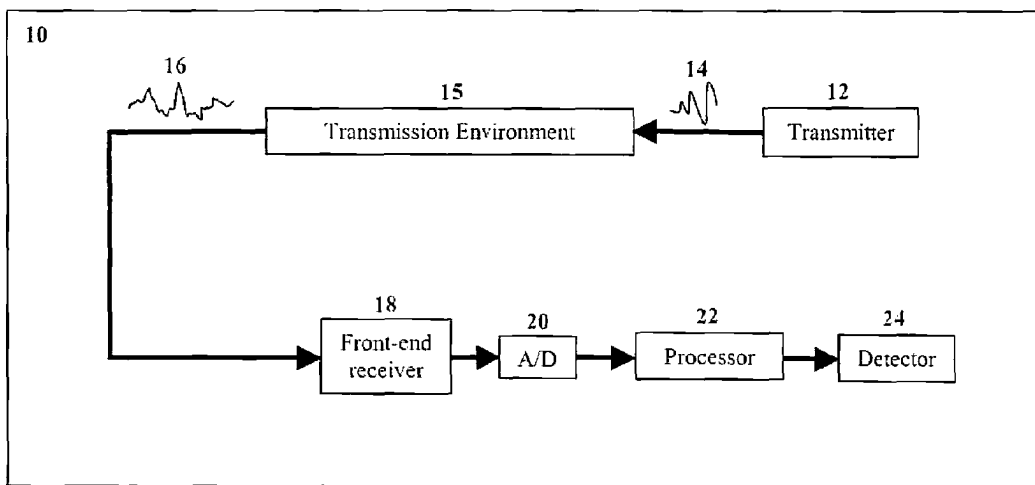 10
16
14
15
12
Transmission Environment
Transmitter
18
20
22
24
Front-end
receiver
A/D
Processor
Detector